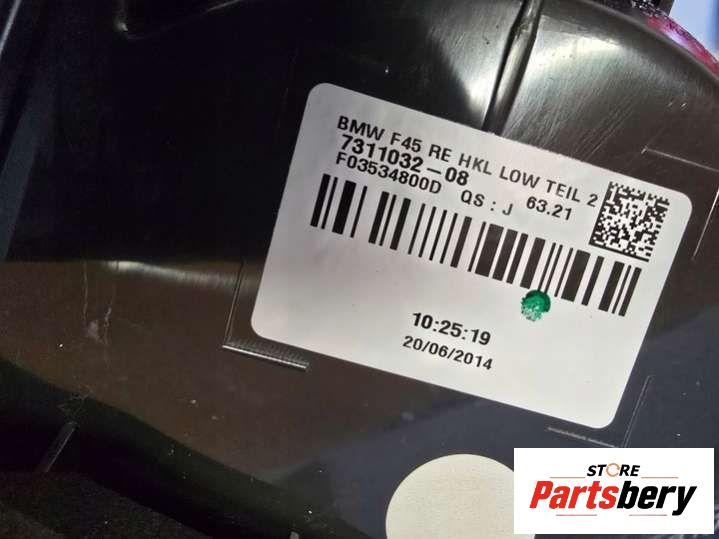 BMW F45 RE HKL LOW TEIL 2
7311032-08
F03534800D QS : J 63.21
10:25:19
20/06/2014
STORE
Partsbery